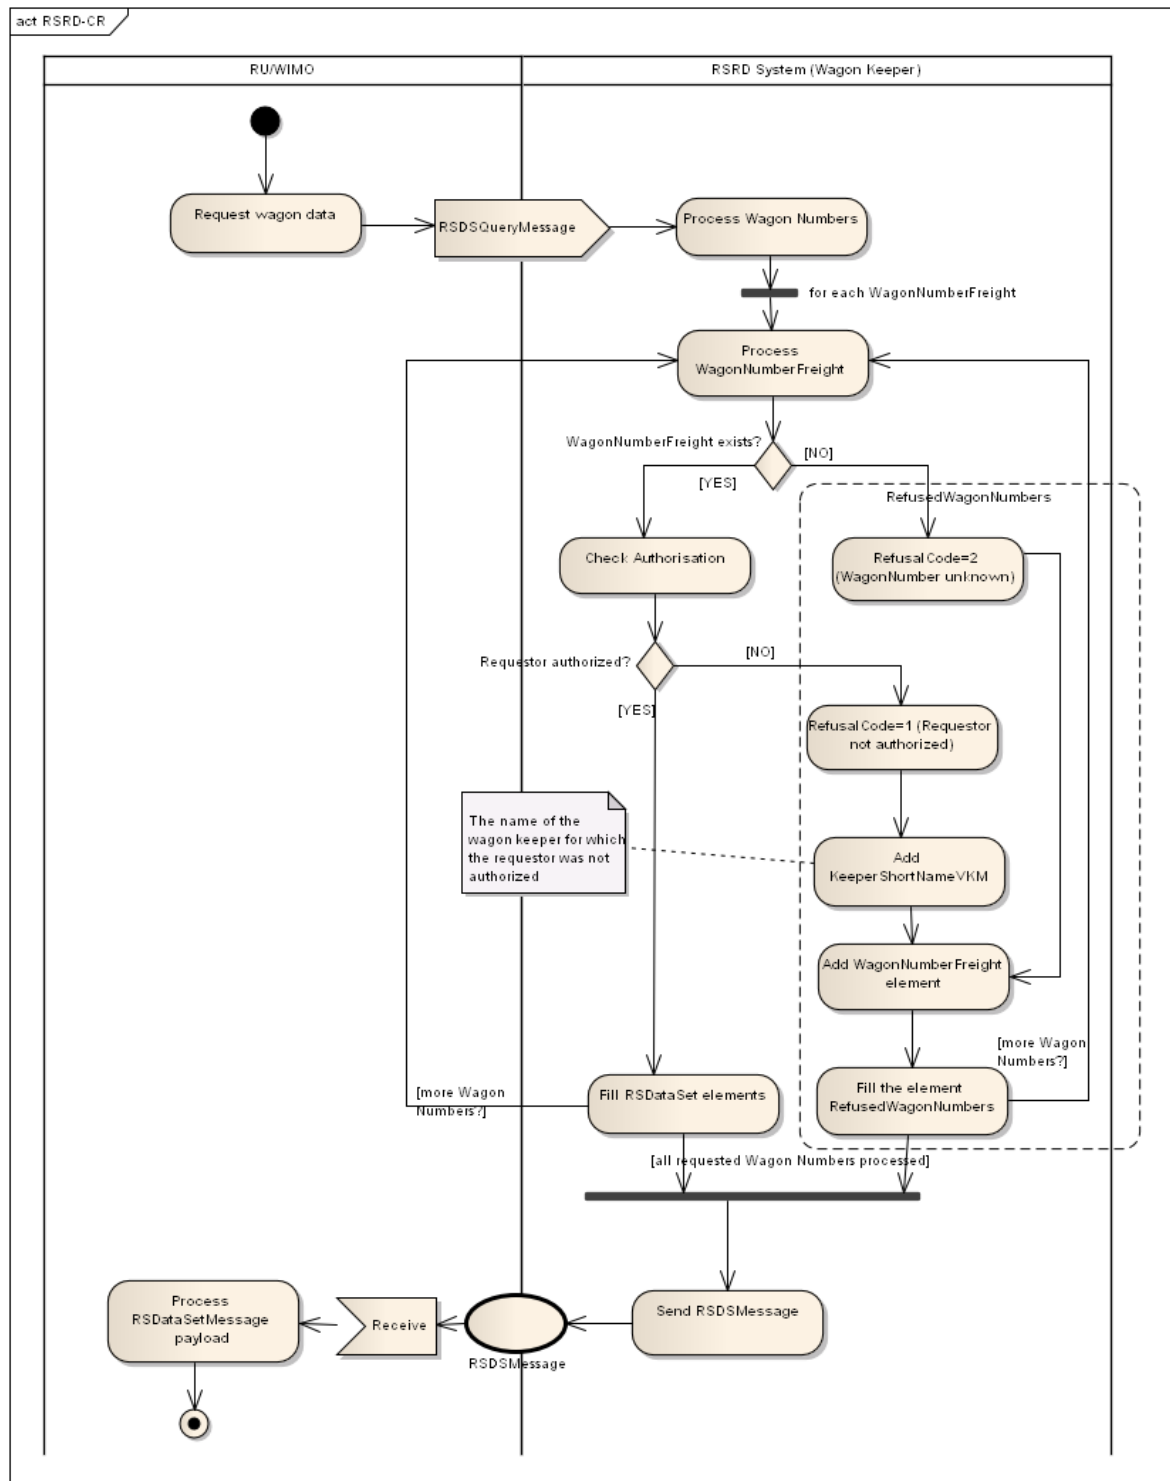 act RSRD-CR
RU/WIMO
RSRD System (Wagon Keeper)
Request wagon data
RSDSQueryMessage
Process Wagon Numbers
for each WagonNumberFreight
Process
WagonNumberFreight
WagonNumberFreight exists?
[NO]
[YES]
RefusedWagonNumbers
Check Authorisation
RefusalCode=2
(WagonNumber unknown)
Requestor authorized?
[NO]
[YES]
RefusalCode=1 (Requestor
not authorized)
The name of the
wagon keeper for which
the requestor was not
authorized
Add
KeeperShortNameVKM
Add WagonNumberFreight
element
[more Wagon
Numbers?]
[more Wagon
Numbers?]
Fill RSDataSet elements
Fill the element
RefusedWagonNumbers
[all requested Wagon Numbers processed]
Process
RSDataSetMessage
payload
Receive
RSDSMessage
Send RSDSMessage